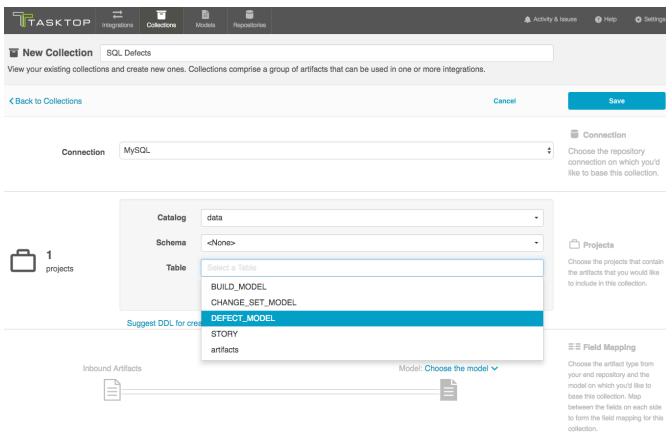 TASKTOP
Integrations
Collections
Models
Repositories
Activity & Issues
Help
Settings
New Collection
SQL Defects
View your existing collections and create new ones. Collections comprise a group of artifacts that can be used in one or more integrations.
Back to Collections
Cancel
Save
Connection
MySQL
Connection
Choose the repository
connection on which you'd
like to base this collection.
1
projects
Catalog
data
Schema
<None>
Table
Select a Table
BUILD_MODEL
CHANGE_SET_MODEL
DEFECT_MODEL
STORY
artifacts
Suggest DDL for crea
Projects
Choose the projects that contain
the artifacts that you would like
to include in this collection.
Inbound Artifacts
Model: Choose the model
Field Mapping
Choose the artifact type from
your end repository and the
model on which you'd like to
base this collection. Map
between the fields on each side
to form the field mapping for this
collection.